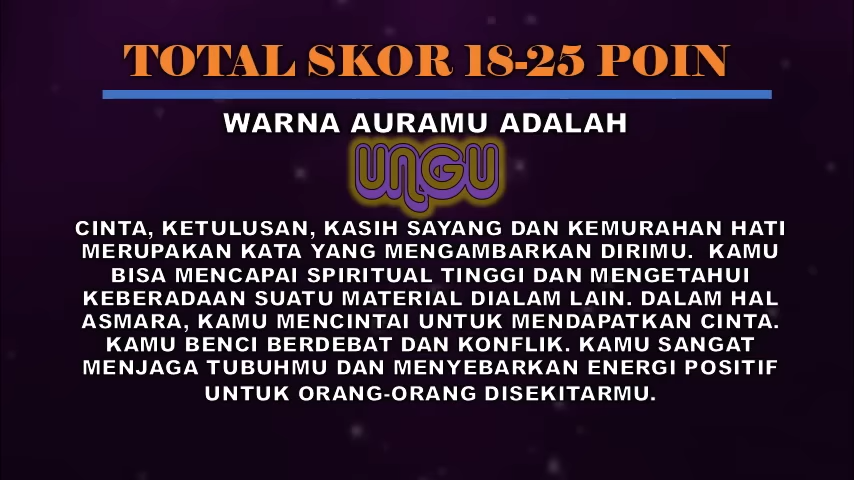 TOTAL SKOR 18-25 POIN
WARNA AURAMU ADALAH
UNGU
CINTA, KETULUSAN, KASIH SAYANG DAN KEMURAHAN HATI
MERUPAKAN KATA YANG MENGAMBARKAN DIRIMU. KAMU
BISA MENCAPAI SPIRITUAL TINGGI DAN MENGETAHUI
KEBERADAAN SUATU MATERIAL DIALAM LAIN. DALAM HAL
ASMARA, KAMU MENCINTAI UNTUK MENDAPATKAN CINTA.
KAMU BENCI BERDEBAT DAN KONFLIK. KAMU SANGAT
MENJAGA TUBUHMU DAN MENYEBARKAN ENERGI POSITIF
UNTUK ORANG-ORANG DISEKITARMU.